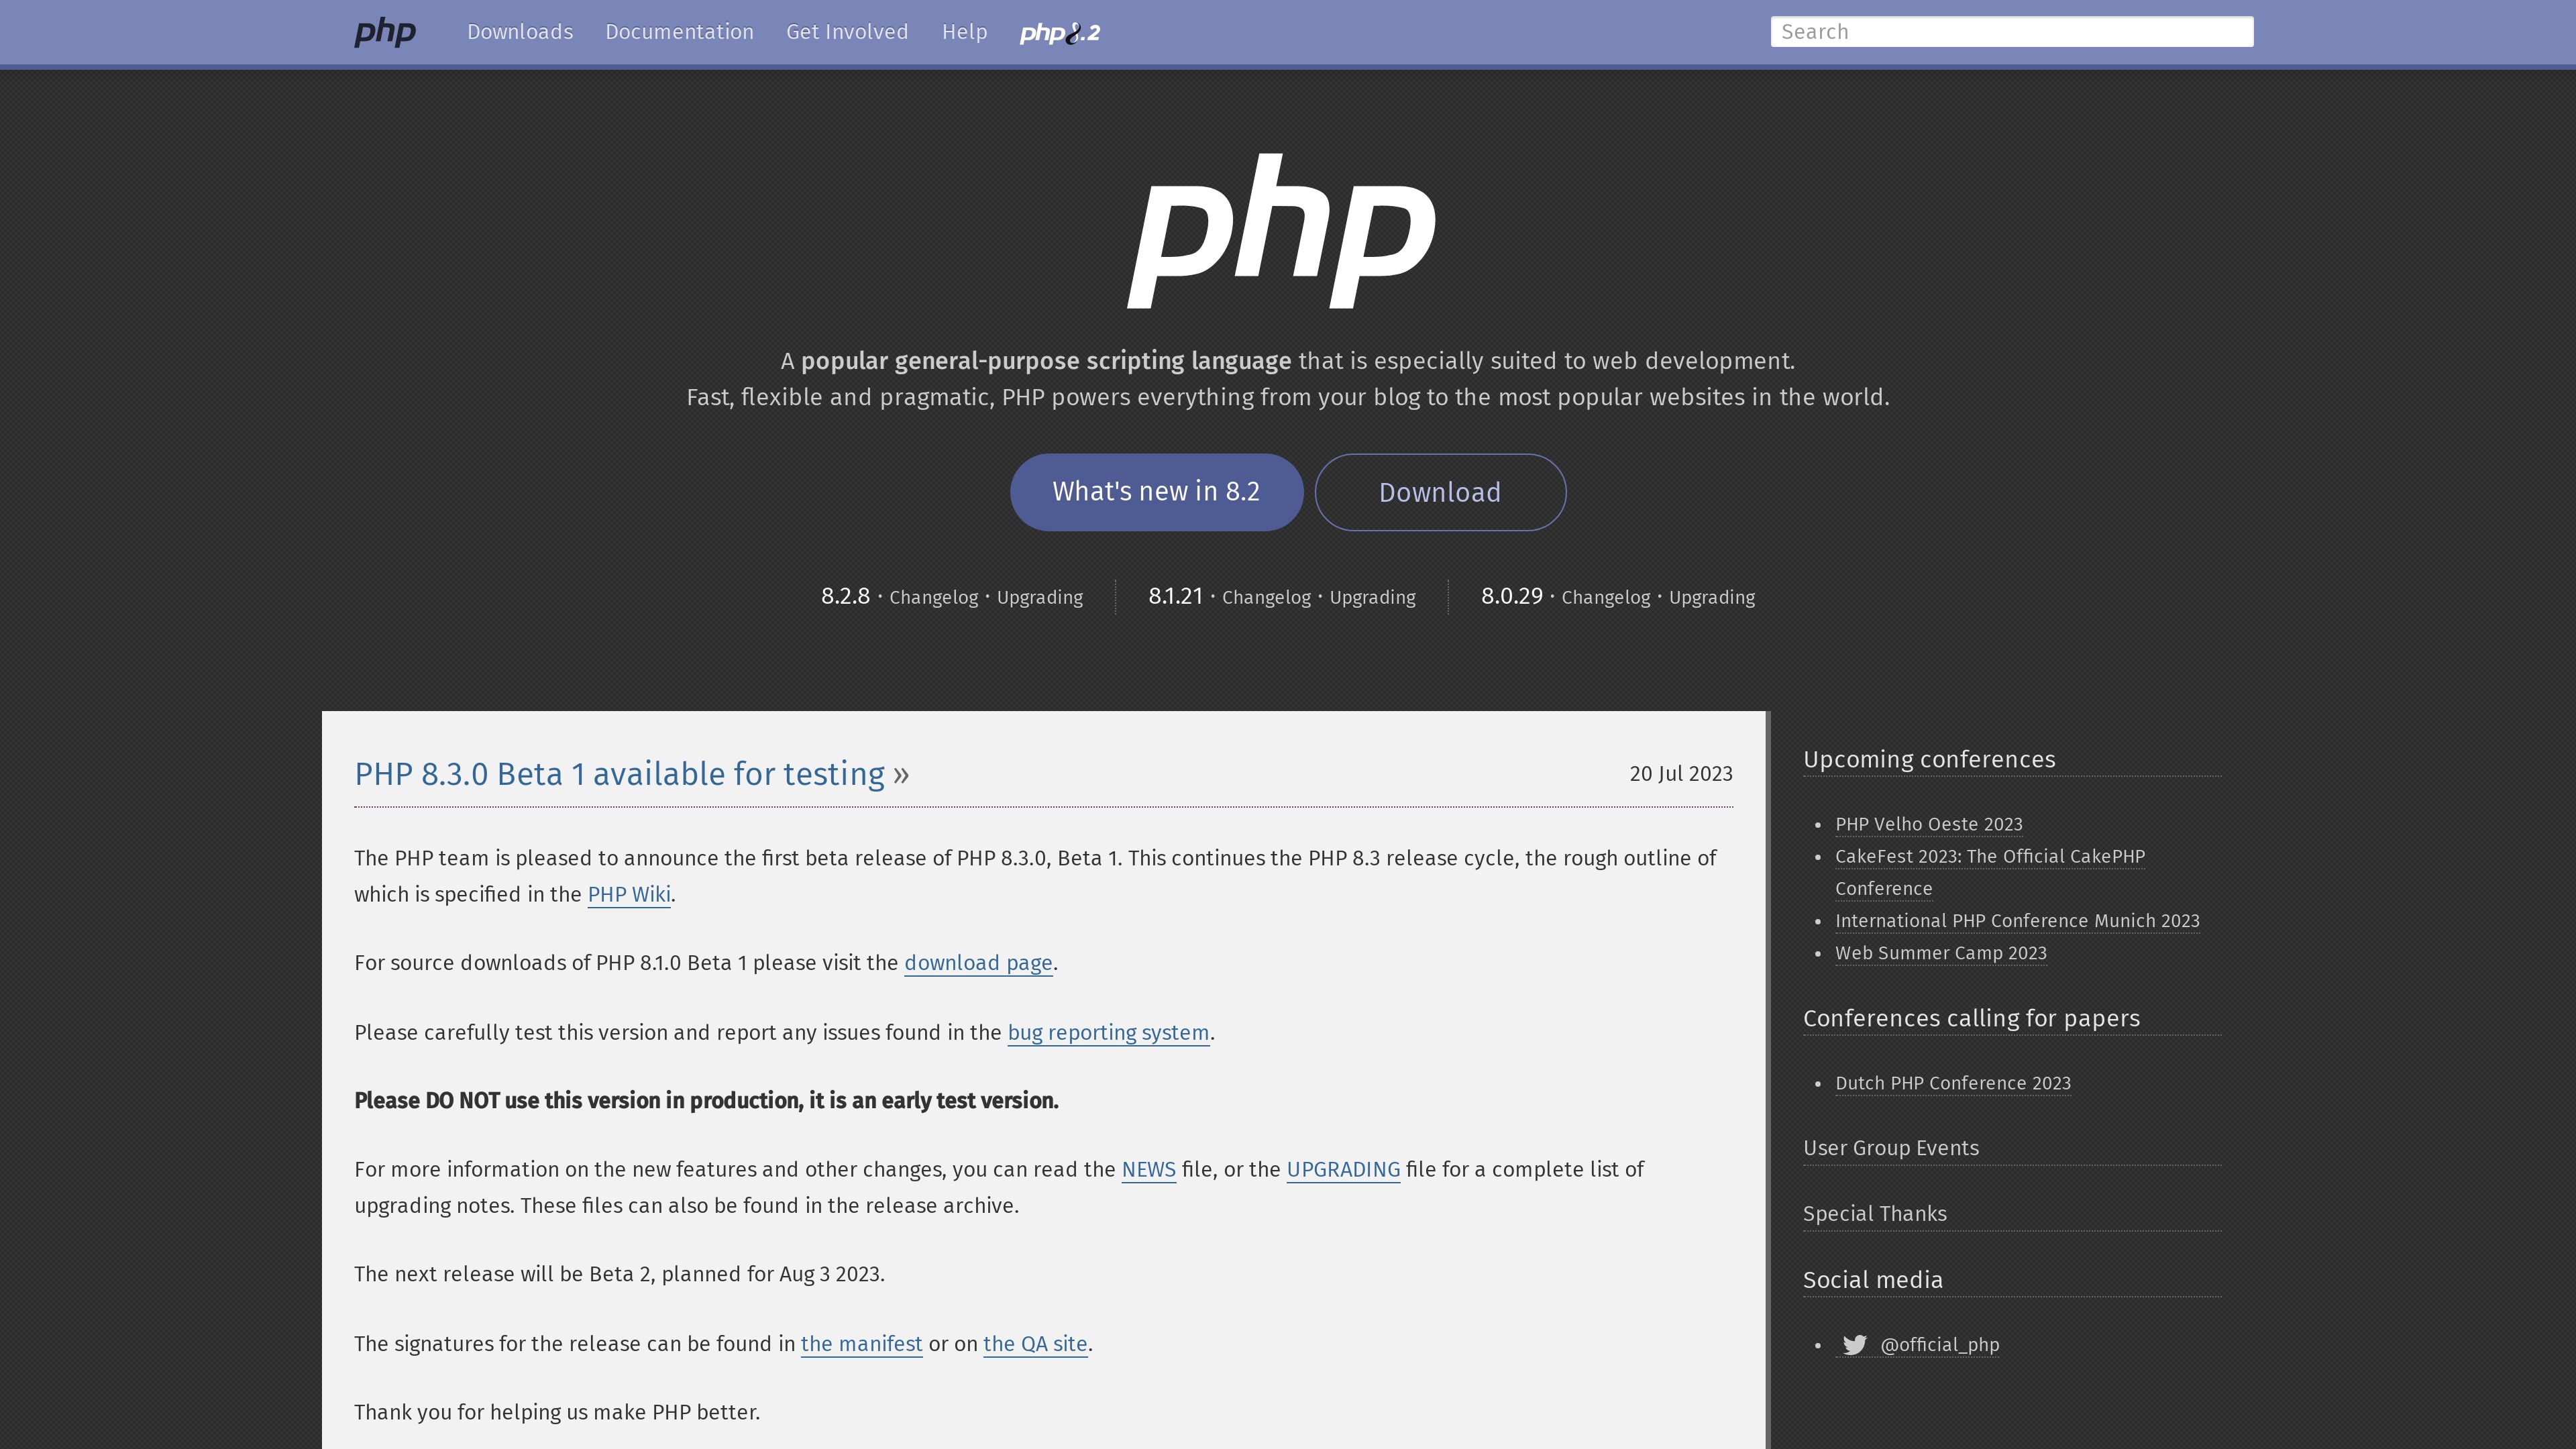 php
Downloads
Documentation
Get Involved
Help
php8.2
Search
php
A popular general-purpose scripting language that is especially suited to web development.
Fast, flexible and pragmatic, PHP powers everything from your blog to the most popular websites in the world.
What's new in 8.2
Download
8.2.8 · Changelog · Upgrading
8.1.21 · Changelog · Upgrading
8.0.29 · Changelog · Upgrading
PHP 8.3.0 Beta 1 available for testing »
20 Jul 2023
The PHP team is pleased to announce the first beta release of PHP 8.3.0, Beta 1. This continues the PHP 8.3 release cycle, the rough outline of
which is specified in the PHP Wiki.
For source downloads of PHP 8.1.0 Beta 1 please visit the download page.
Please carefully test this version and report any issues found in the bug reporting system.
Please DO NOT use this version in production, it is an early test version.
For more information on the new features and other changes, you can read the NEWS file, or the UPGRADING file for a complete list of
upgrading notes. These files can also be found in the release archive.
The next release will be Beta 2, planned for Aug 3 2023.
The signatures for the release can be found in the manifest or on the QA site.
Thank you for helping us make PHP better.
Upcoming conferences
• PHP Velho Oeste 2023
• CakeFest 2023: The Official CakePHP
Conference
• International PHP Conference Munich 2023
• Web Summer Camp 2023
Conferences calling for papers
• Dutch PHP Conference 2023
User Group Events
Special Thanks
Social media
• @official_php